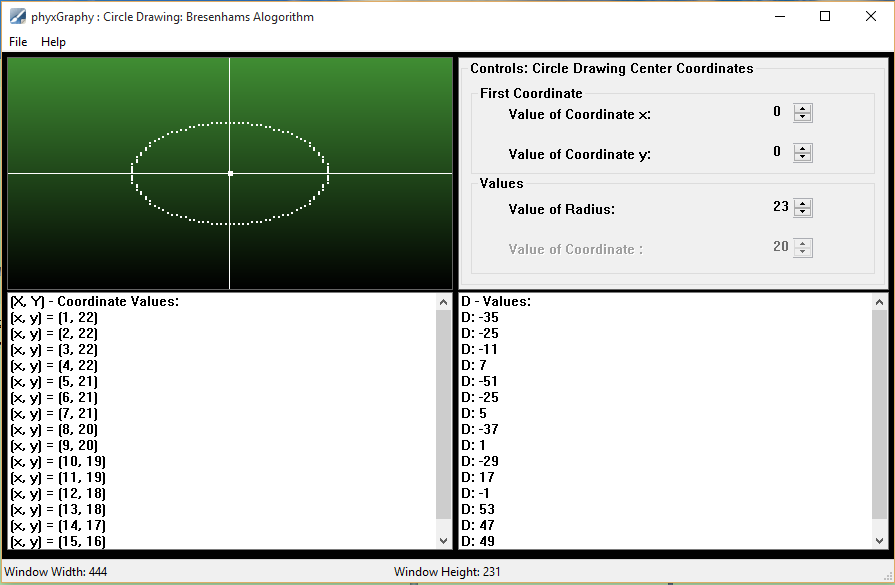 phyxGraphy : Circle Drawing: Bresenhams Alogorithm
File Help
Controls: Circle Drawing Center Coordinates
First Coordinate
Value of Coordinate x: 0
Value of Coordinate y: 0
Values
Value of Radius: 23
Value of Coordinate : 20
(X, Y) - Coordinate Values:
(x, y) = (1, 22)
(x, y) = (2, 22)
(x, y) = (3, 22)
(x, y) = (4, 22)
(x, y) = (5, 21)
(x, y) = (6, 21)
(x, y) = (7, 21)
(x, y) = (8, 20)
(x, y) = (9, 20)
(x, y) = (10, 19)
(x, y) = (11, 19)
(x, y) = (12, 18)
(x, y) = (13, 18)
(x, y) = (14, 17)
(x, y) = (15, 16)
D - Values:
D: -35
D: -25
D: -11
D: 7
D: -51
D: -25
D: 5
D: -37
D: 1
D: -29
D: 17
D: -1
D: 53
D: 47
D: 49
Window Width: 444
Window Height: 231